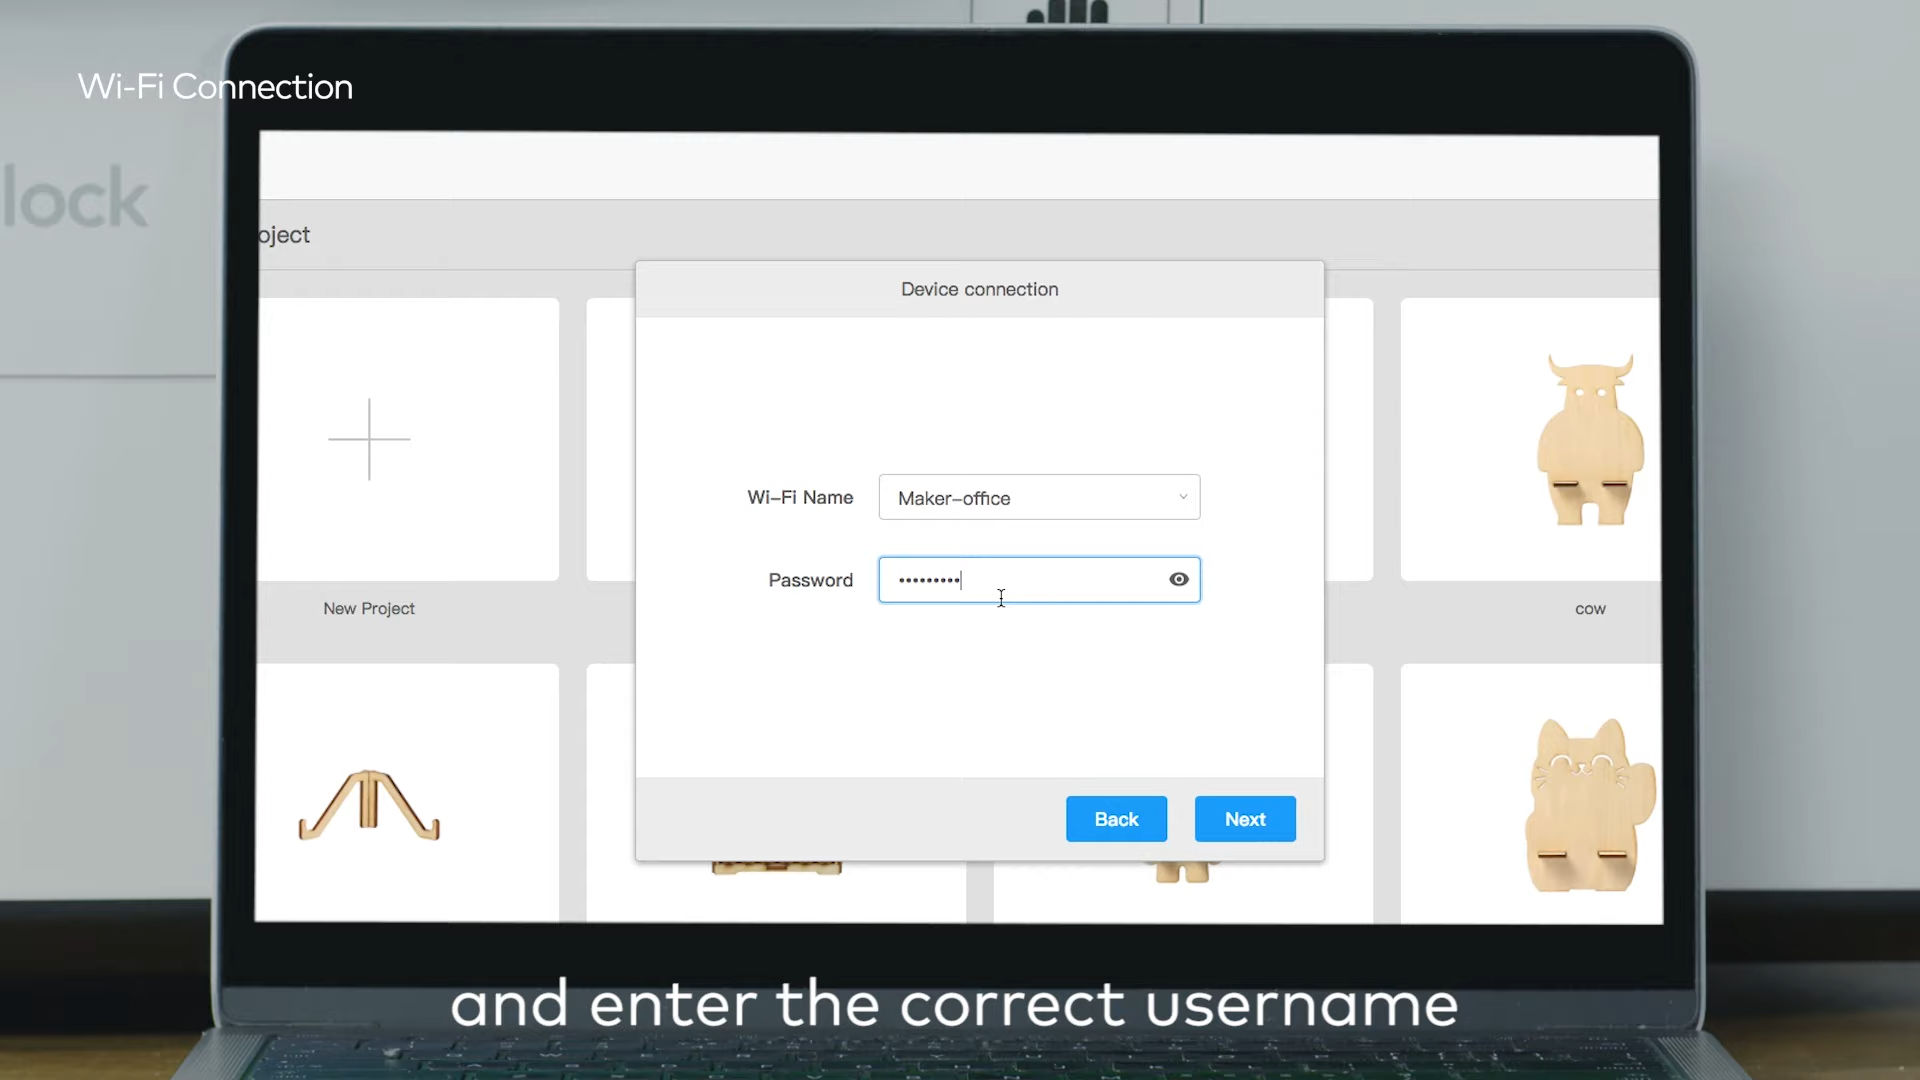 Wi-Fi Connection
lock
oject
Device connection
Wi-Fi Name
Maker-office
Password
•••••••••
New Project
cow
Back
Next
and enter the correct username